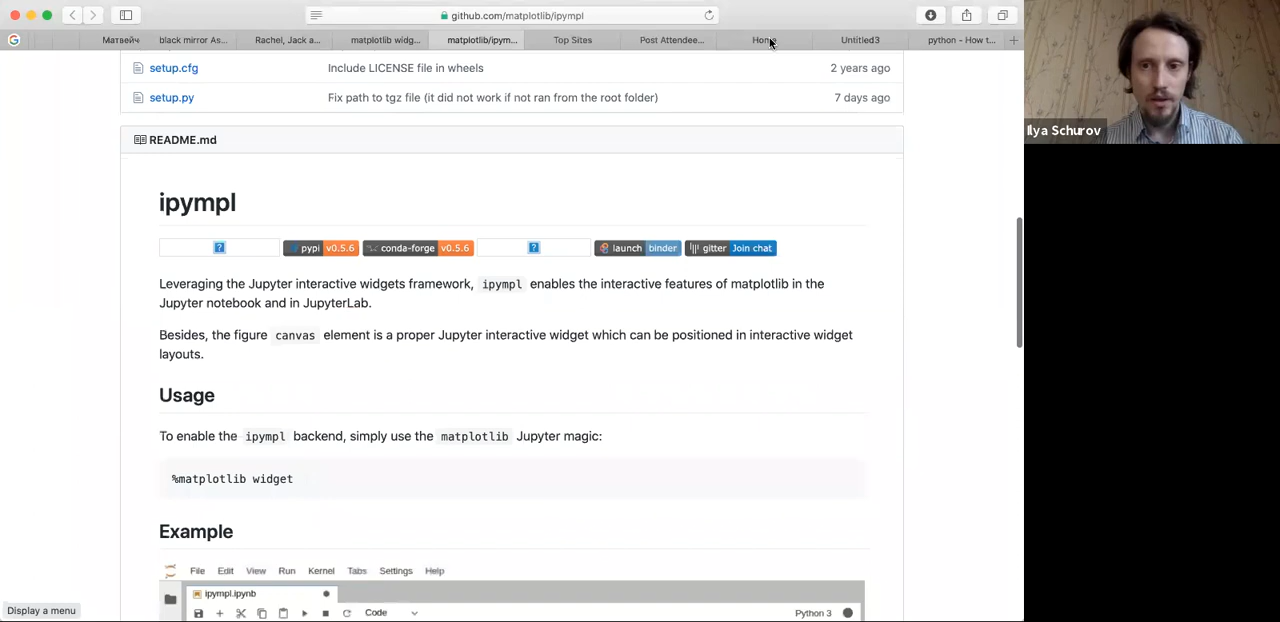 github.com/matplotlib/ipympl
Матвейч
black mirror As...
Rachel, Jack a...
matplotlib widg...
matplotlib/ipym...
Top Sites
Post Attendee...
Home
Untitled3
python - How t...
setup.cfg
Include LICENSE file in wheels
2 years ago
setup.py
Fix path to tgz file (it did not work if not ran from the root folder)
7 days ago
Ilya Schurov
README.md
ipympl
pypi v0.5.6
conda-forge v0.5.6
launch binder
gitter Join chat
Leveraging the Jupyter interactive widgets framework, ipympl enables the interactive features of matplotlib in the
Jupyter notebook and in JupyterLab.
Besides, the figure canvas element is a proper Jupyter interactive widget which can be positioned in interactive widget
layouts.
Usage
To enable the ipympl backend, simply use the matplotlib Jupyter magic:
%matplotlib widget
Example
File Edit View Run Kernel Tabs Settings Help
ipympl.ipynb
Code
Python 3
Display a menu